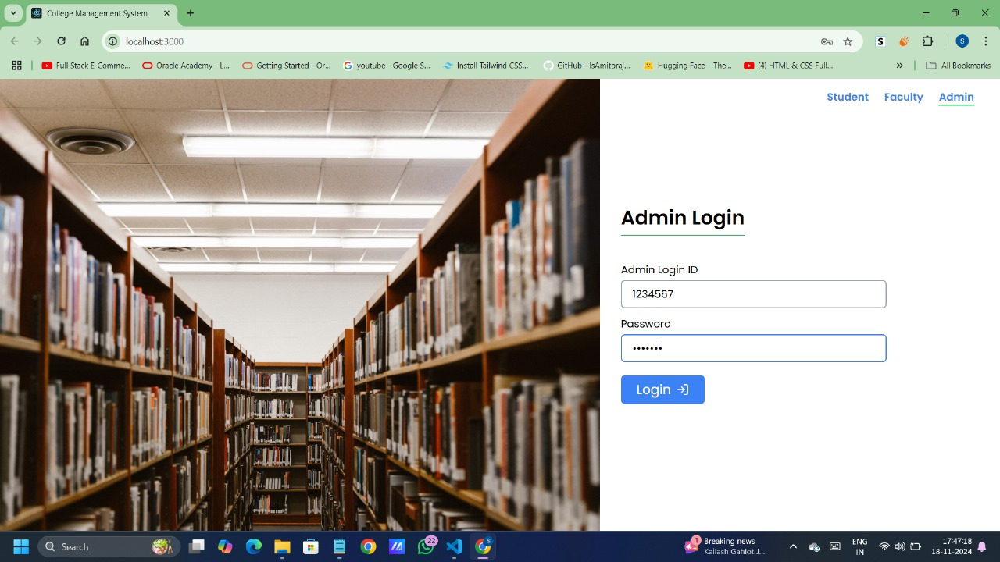 College Management System
localhost:3000
S
S
Full Stack E-Comme...
Oracle Academy - L...
Getting Started - Or...
youtube - Google S...
Install Tailwind CSS...
GitHub - isAmitpraj...
Hugging Face – The...
(4) HTML & CSS Full...
All Bookmarks
Student Faculty Admin
Admin Login
Admin Login ID
1234567
Password
•••••••
Login
Search
22
S
1
Breaking news
Kailash Gahlot J...
ENG
IN
17:47:18
18-11-2024